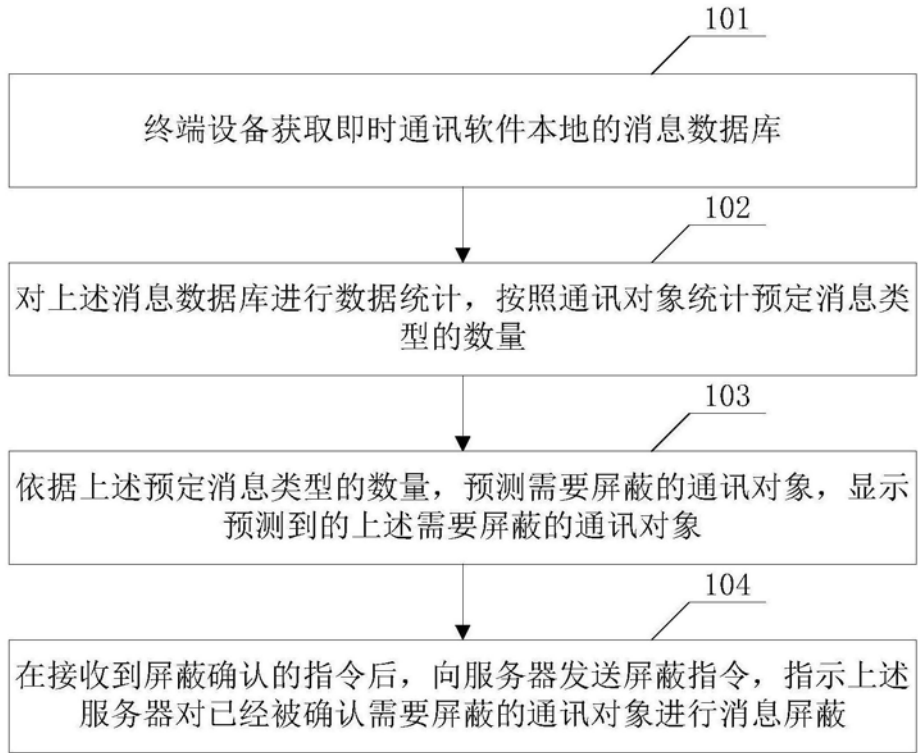 101
终端设备获取即时通讯软件本地的消息数据库
102
对上述消息数据库进行数据统计，按照通讯对象统计预定消息类
型的数量
103
依据上述预定消息类型的数量，预测需要屏蔽的通讯对象，显示
预测到的上述需要屏蔽的通讯对象
104
在接收到屏蔽确认的指令后，向服务器发送屏蔽指令，指示上述
服务器对已经被确认需要屏蔽的通讯对象进行消息屏蔽